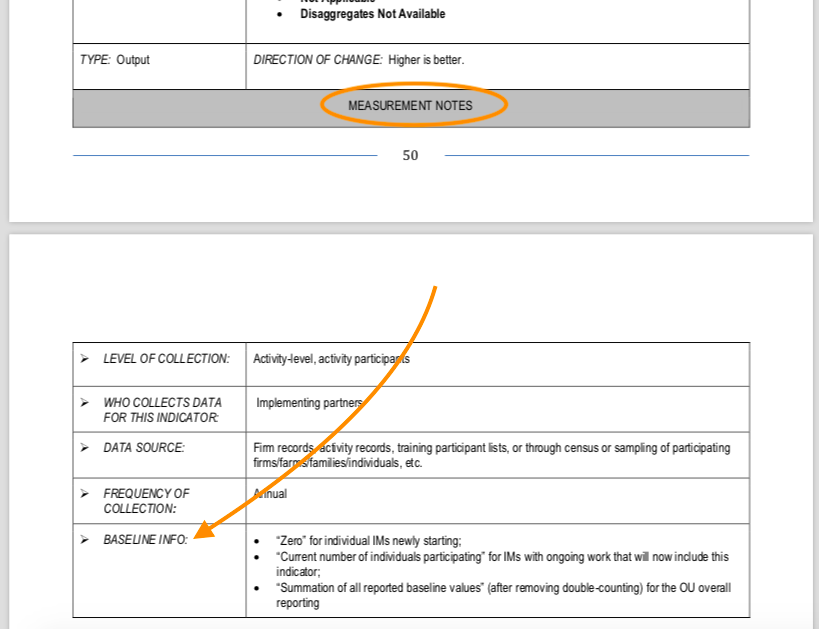 Not Applicable
Disaggregates Not Available
TYPE: Output
DIRECTION OF CHANGE: Higher is better.
MEASUREMENT NOTES
50
LEVEL OF COLLECTION:
Activity-level, activity participants
WHO COLLECTS DATA
FOR THIS INDICATOR:
Implementing partners
DATA SOURCE:
Firm records, activity records, training participant lists, or through census or sampling of participating
firms/farms/families/individuals, etc.
FREQUENCY OF
COLLECTION:
Annual
BASELINE INFO:
“Zero” for individual IMs newly starting;
“Current number of individuals participating” for IMs with ongoing work that will now include this
indicator;
“Summation of all reported baseline values” (after removing double-counting) for the OU overall
reporting